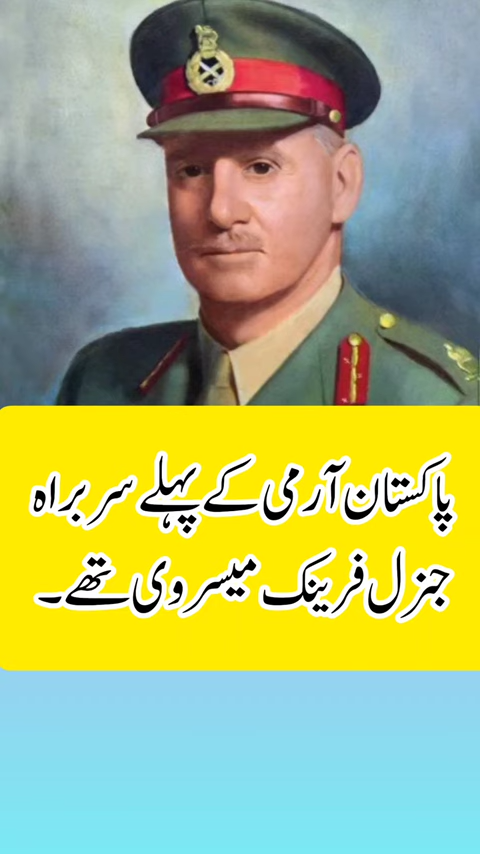 پاکستان آرمی کے پہلے سربراہ
جنرل فرینک میسروی تھے۔